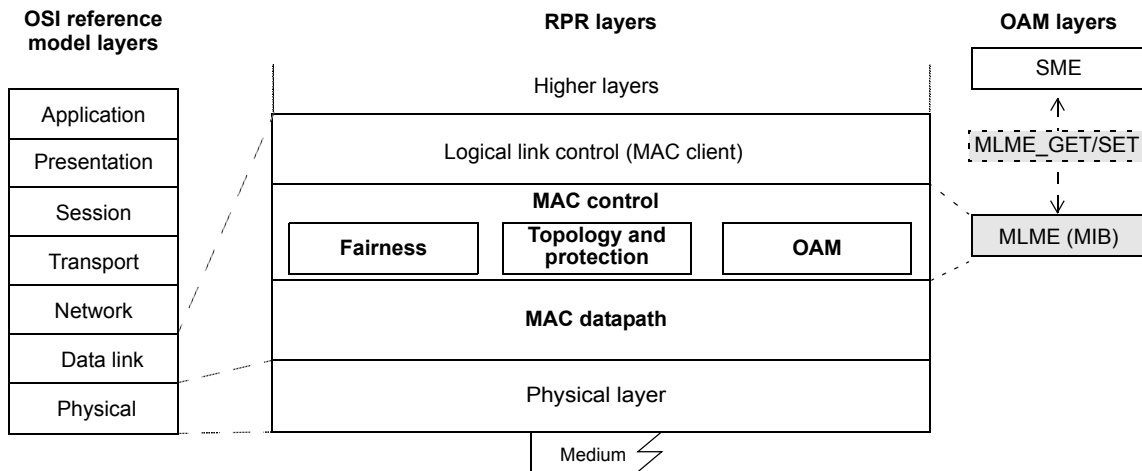 OSI reference
model layers
RPR layers
OAM layers
Application
Presentation
Session
Transport
Network
Data link
Physical
Higher layers
Logical link control (MAC client)
MAC control
Fairness
Topology and
protection
OAM
MAC datapath
Physical layer
Medium
SME
MLME_GET/SET
MLME (MIB)